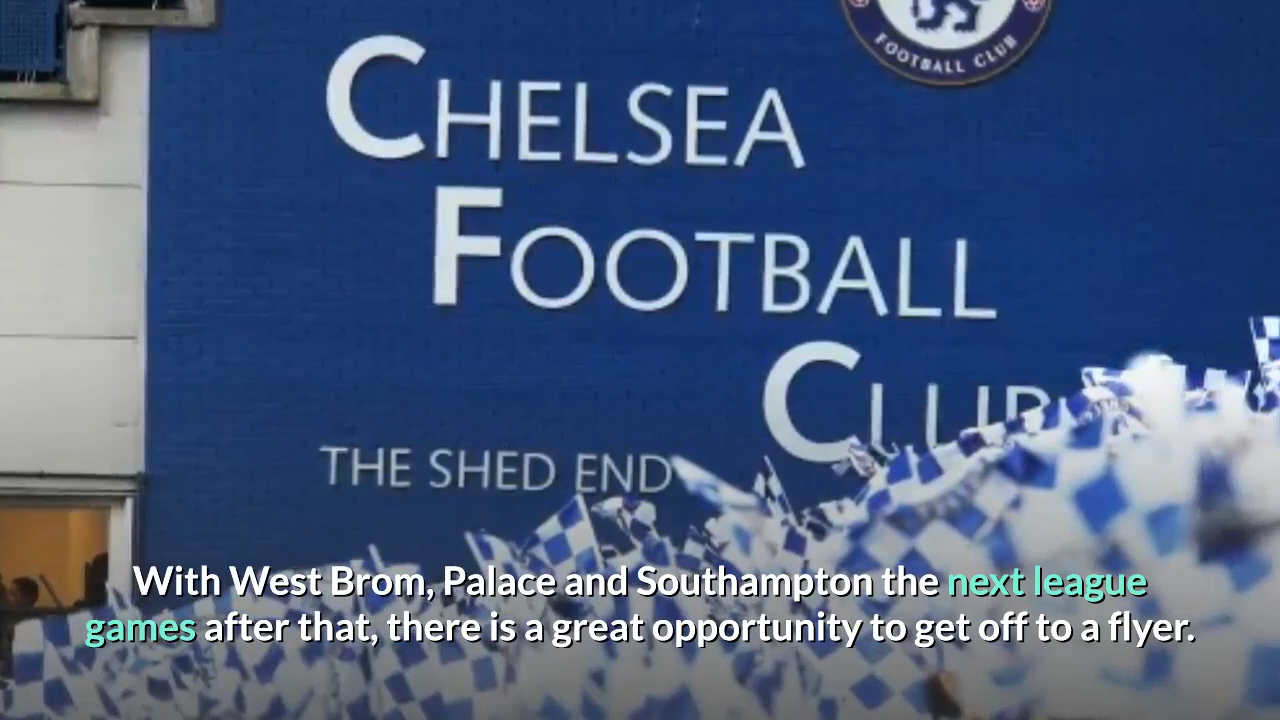 FOOTBALL CLUB
CHELSEA
FOOTBALL
CLUB
THE SHED END
With West Brom, Palace and Southampton the next league
games after that, there is a great opportunity to get off to a flyer.